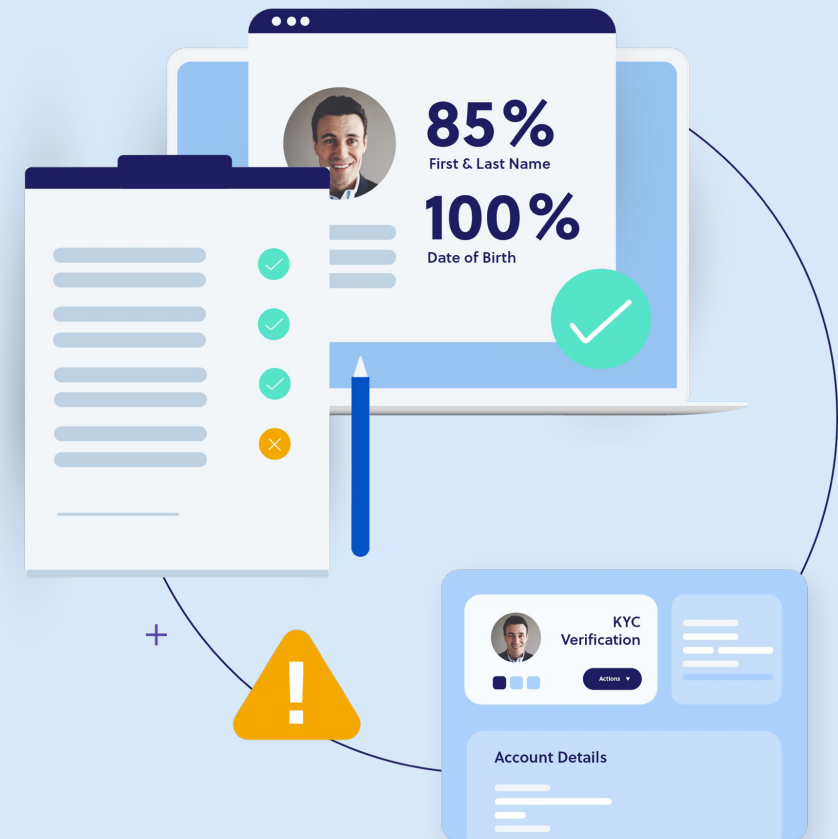 85%
First & Last Name
100%
Date of Birth
KYC
Verification
Actions
Account Details